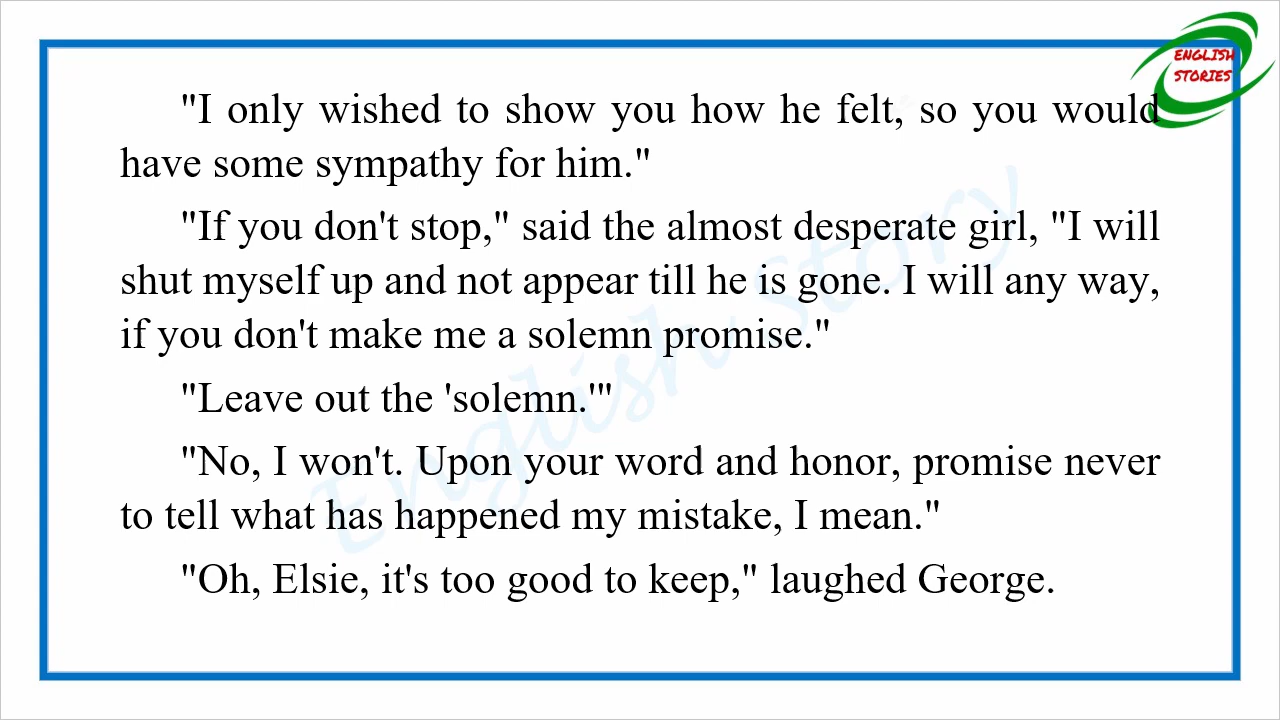 ENGLISH
STORIES
"I only wished to show you how he felt, so you would
have some sympathy for him."
"If you don't stop," said the almost desperate girl, "I will
shut myself up and not appear till he is gone. I will any way,
if you don't make me a solemn promise."
"Leave out the 'solemn.'"
"No, I won't. Upon your word and honor, promise never
to tell what has happened my mistake, I mean."
"Oh, Elsie, it's too good to keep," laughed George.
English Story